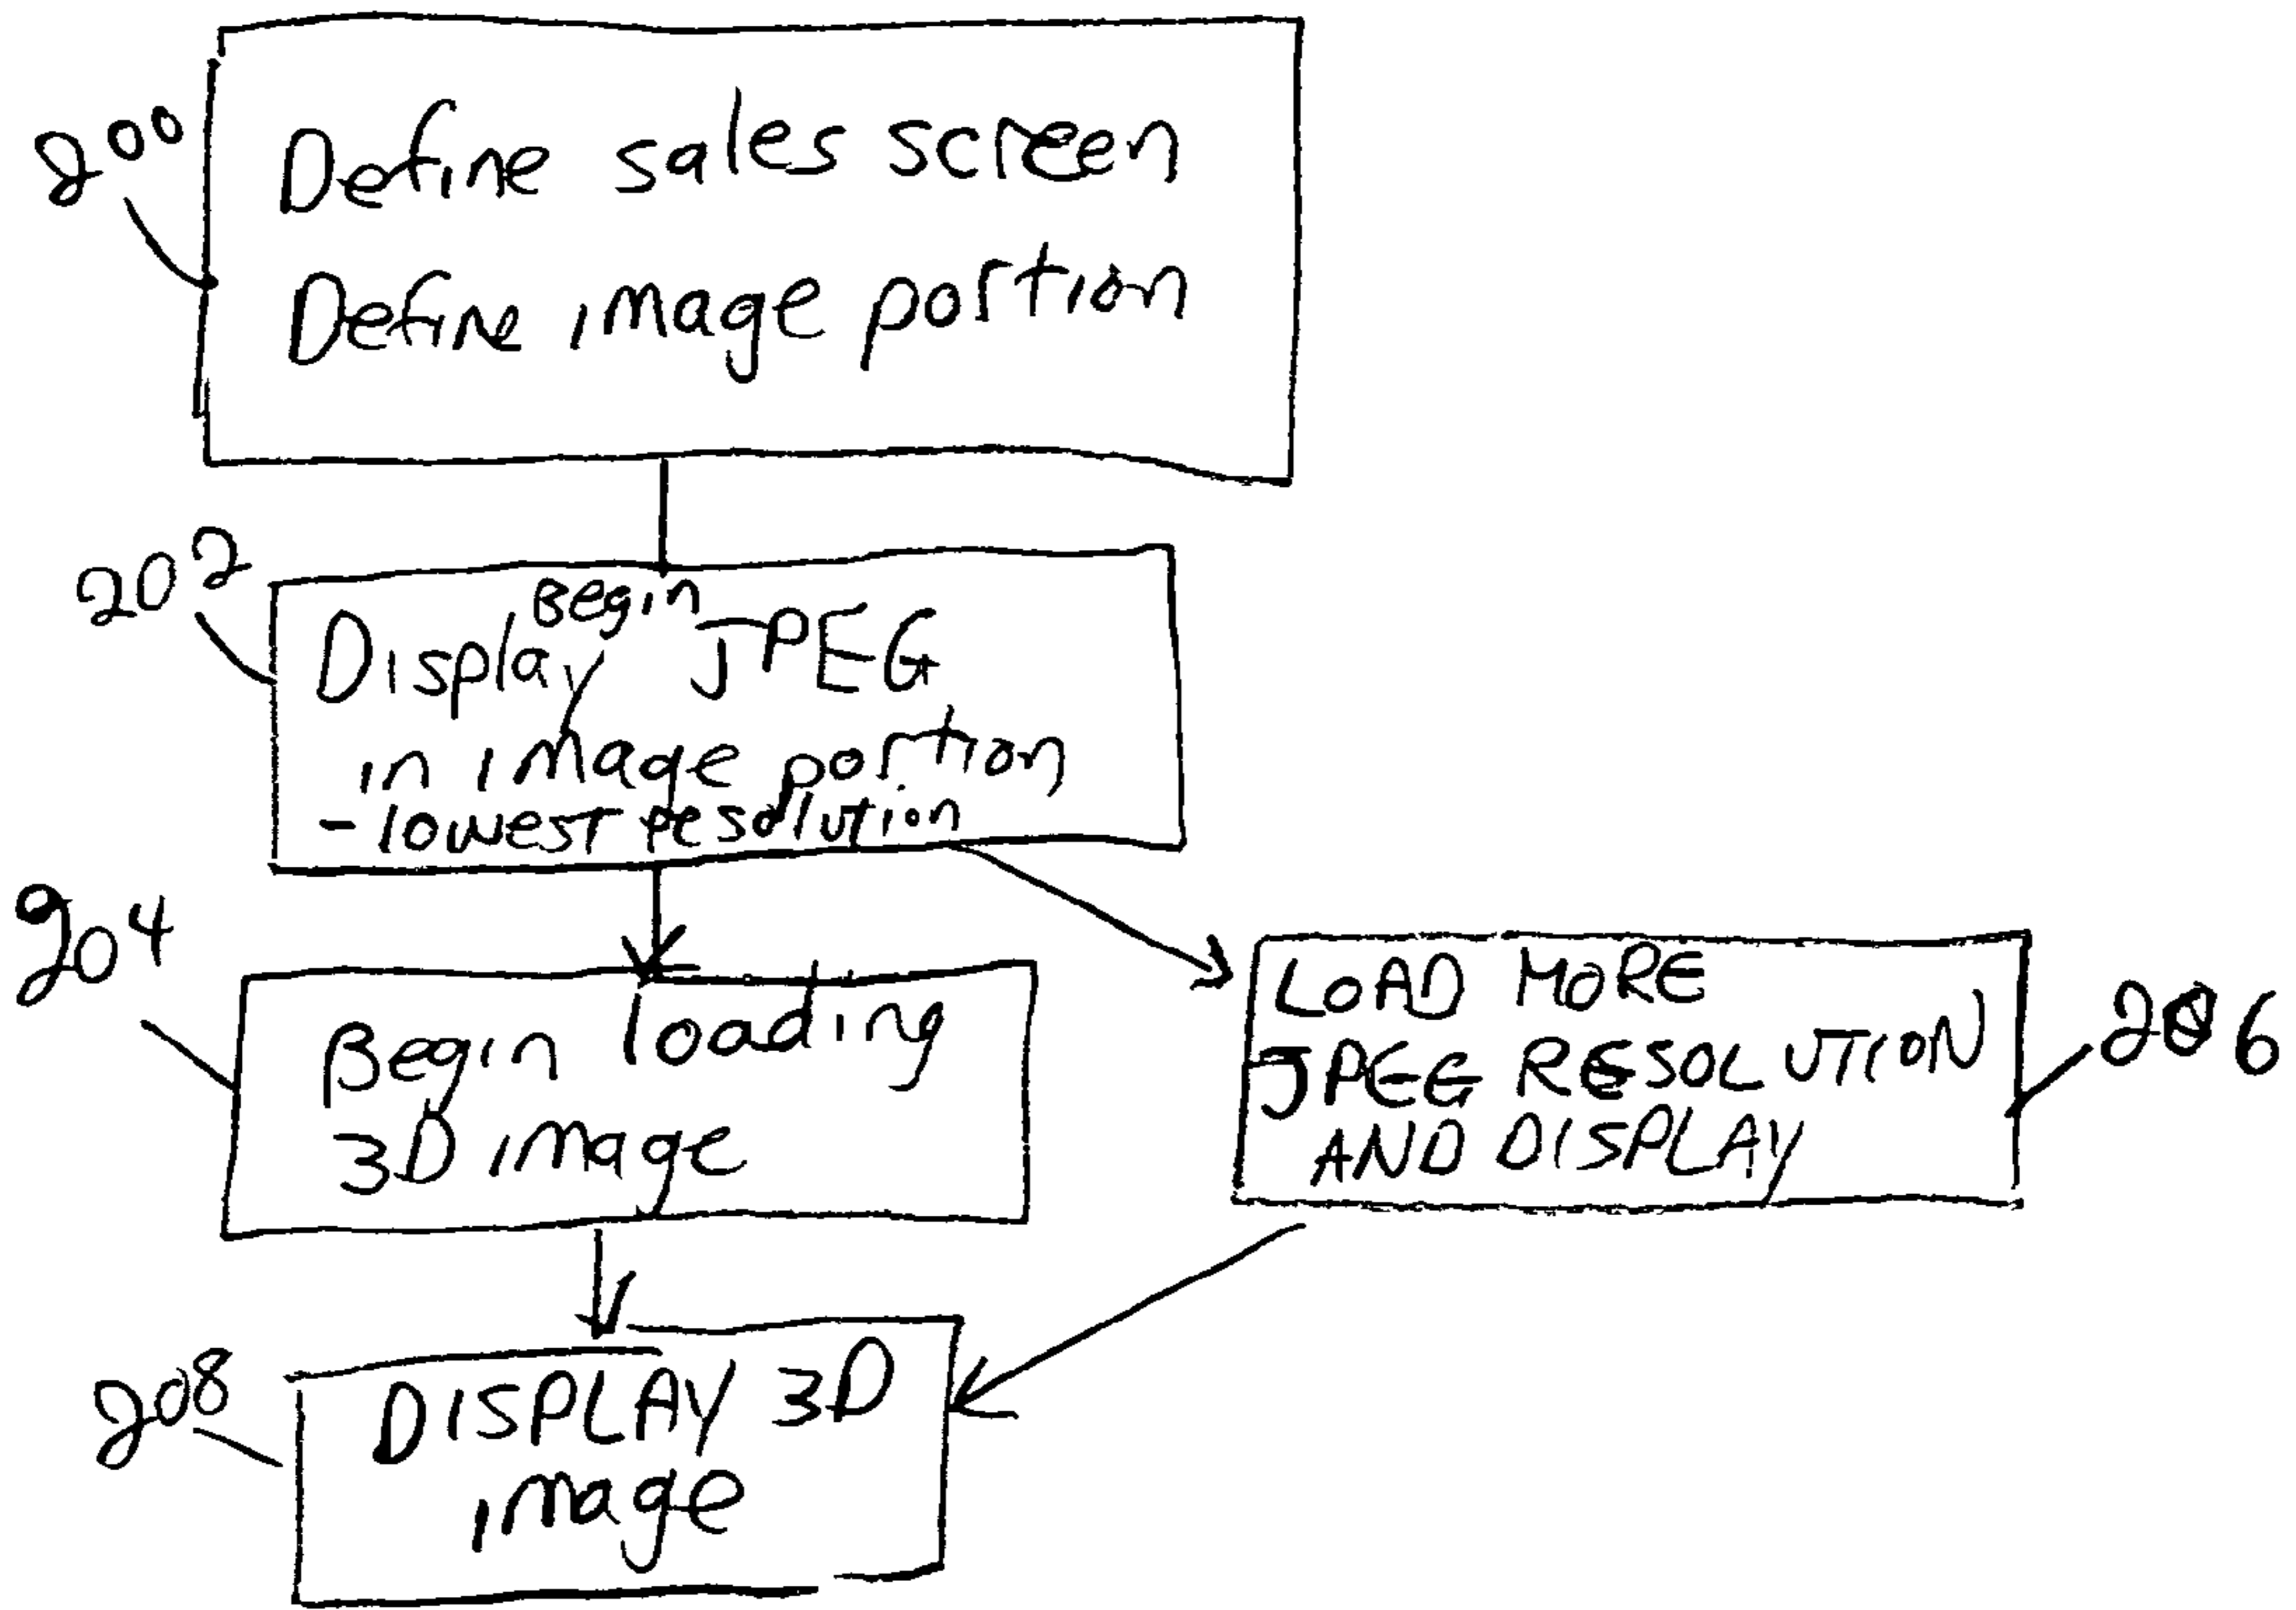 200
Define sales screen
Define image portion
202
Begin
Display JPEG
in image portion
- lowest resolution
204
Begin loading
3D image
LOAD MORE
JPEG RESOLUTION
AND DISPLAY
206
208
DISPLAY 3D
image